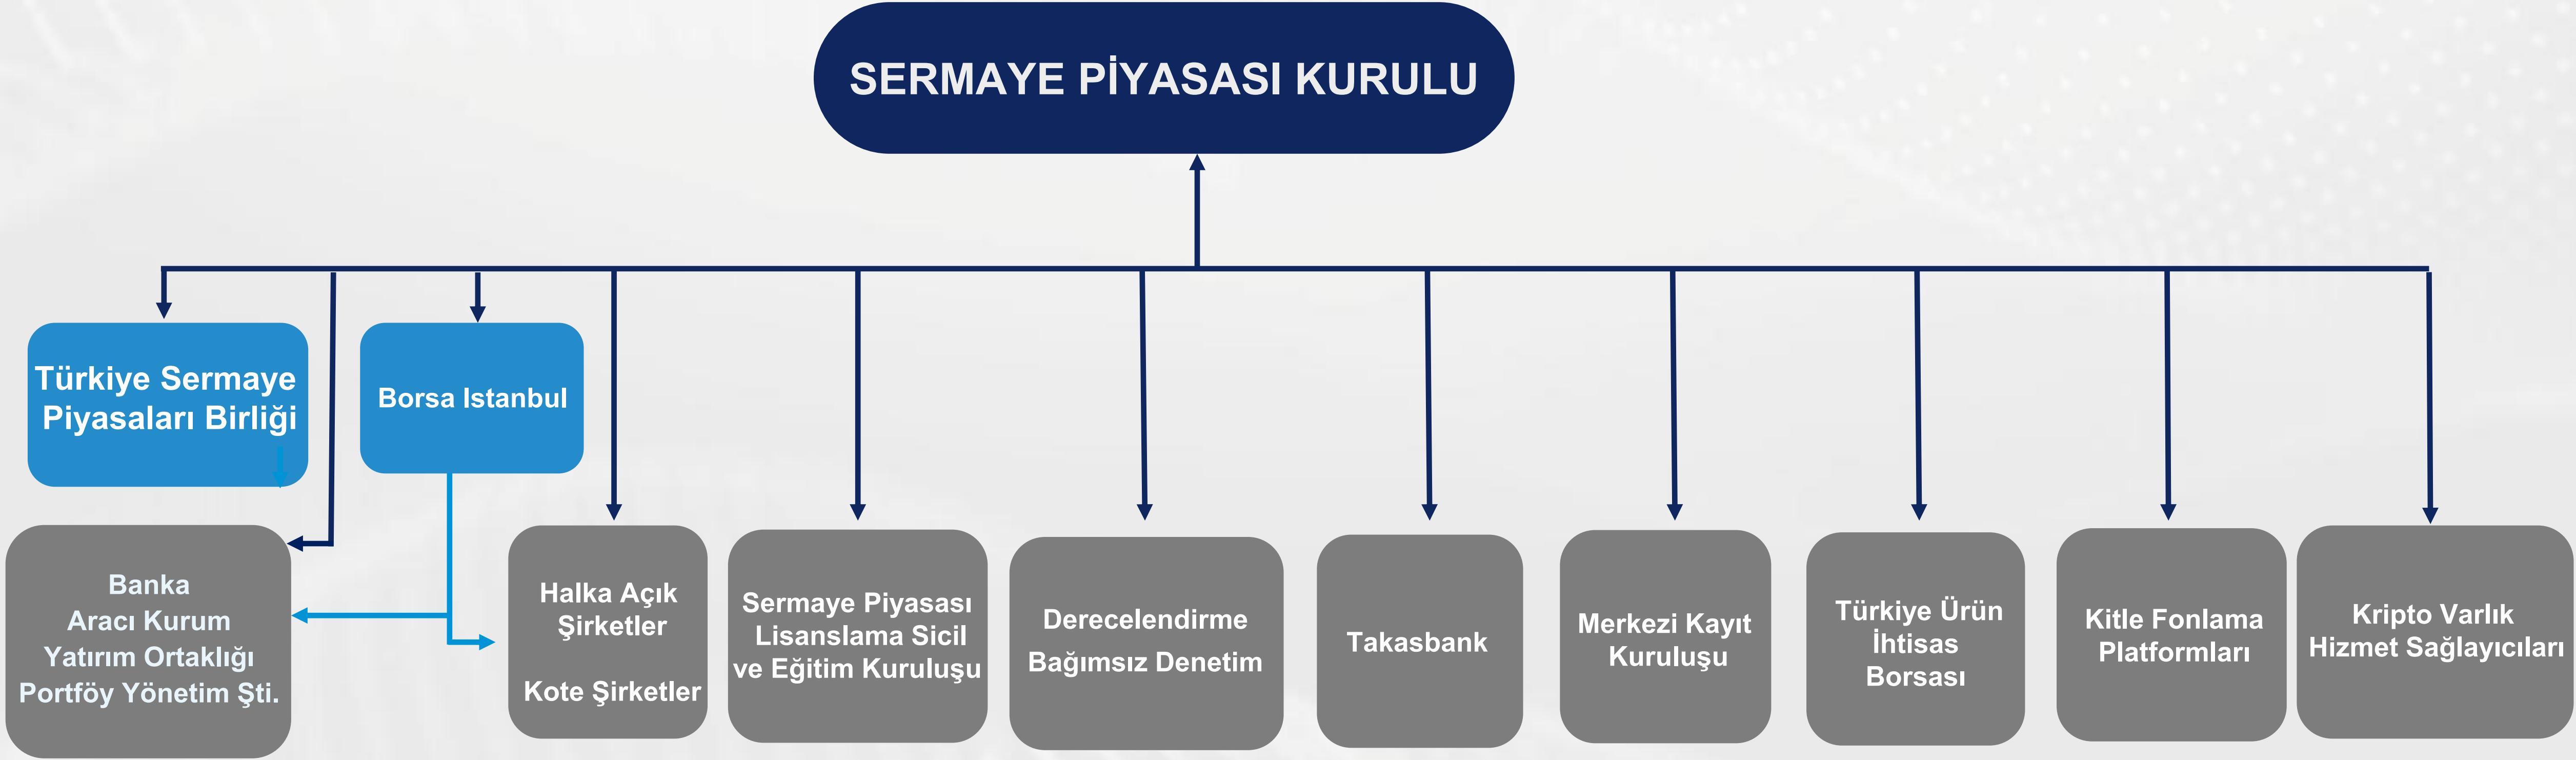 SERMAYE PİYASASI KURULU
Türkiye Sermaye
Piyasaları Birliği
Borsa Istanbul
Banka
Aracı Kurum
Yatırım Ortaklığı
Portföy Yönetim Şti.
Halka Açık
Şirketler
Kote Şirketler
Sermaye Piyasası
Lisanslama Sicil
ve Eğitim Kuruluşu
Derecelendirme
Bağımsız Denetim
Takasbank
Merkezi Kayıt
Kuruluşu
Türkiye Ürün
İhtisas
Borsası
Kitle Fonlama
Platformları
Kripto Varlık
Hizmet Sağlayıcıları